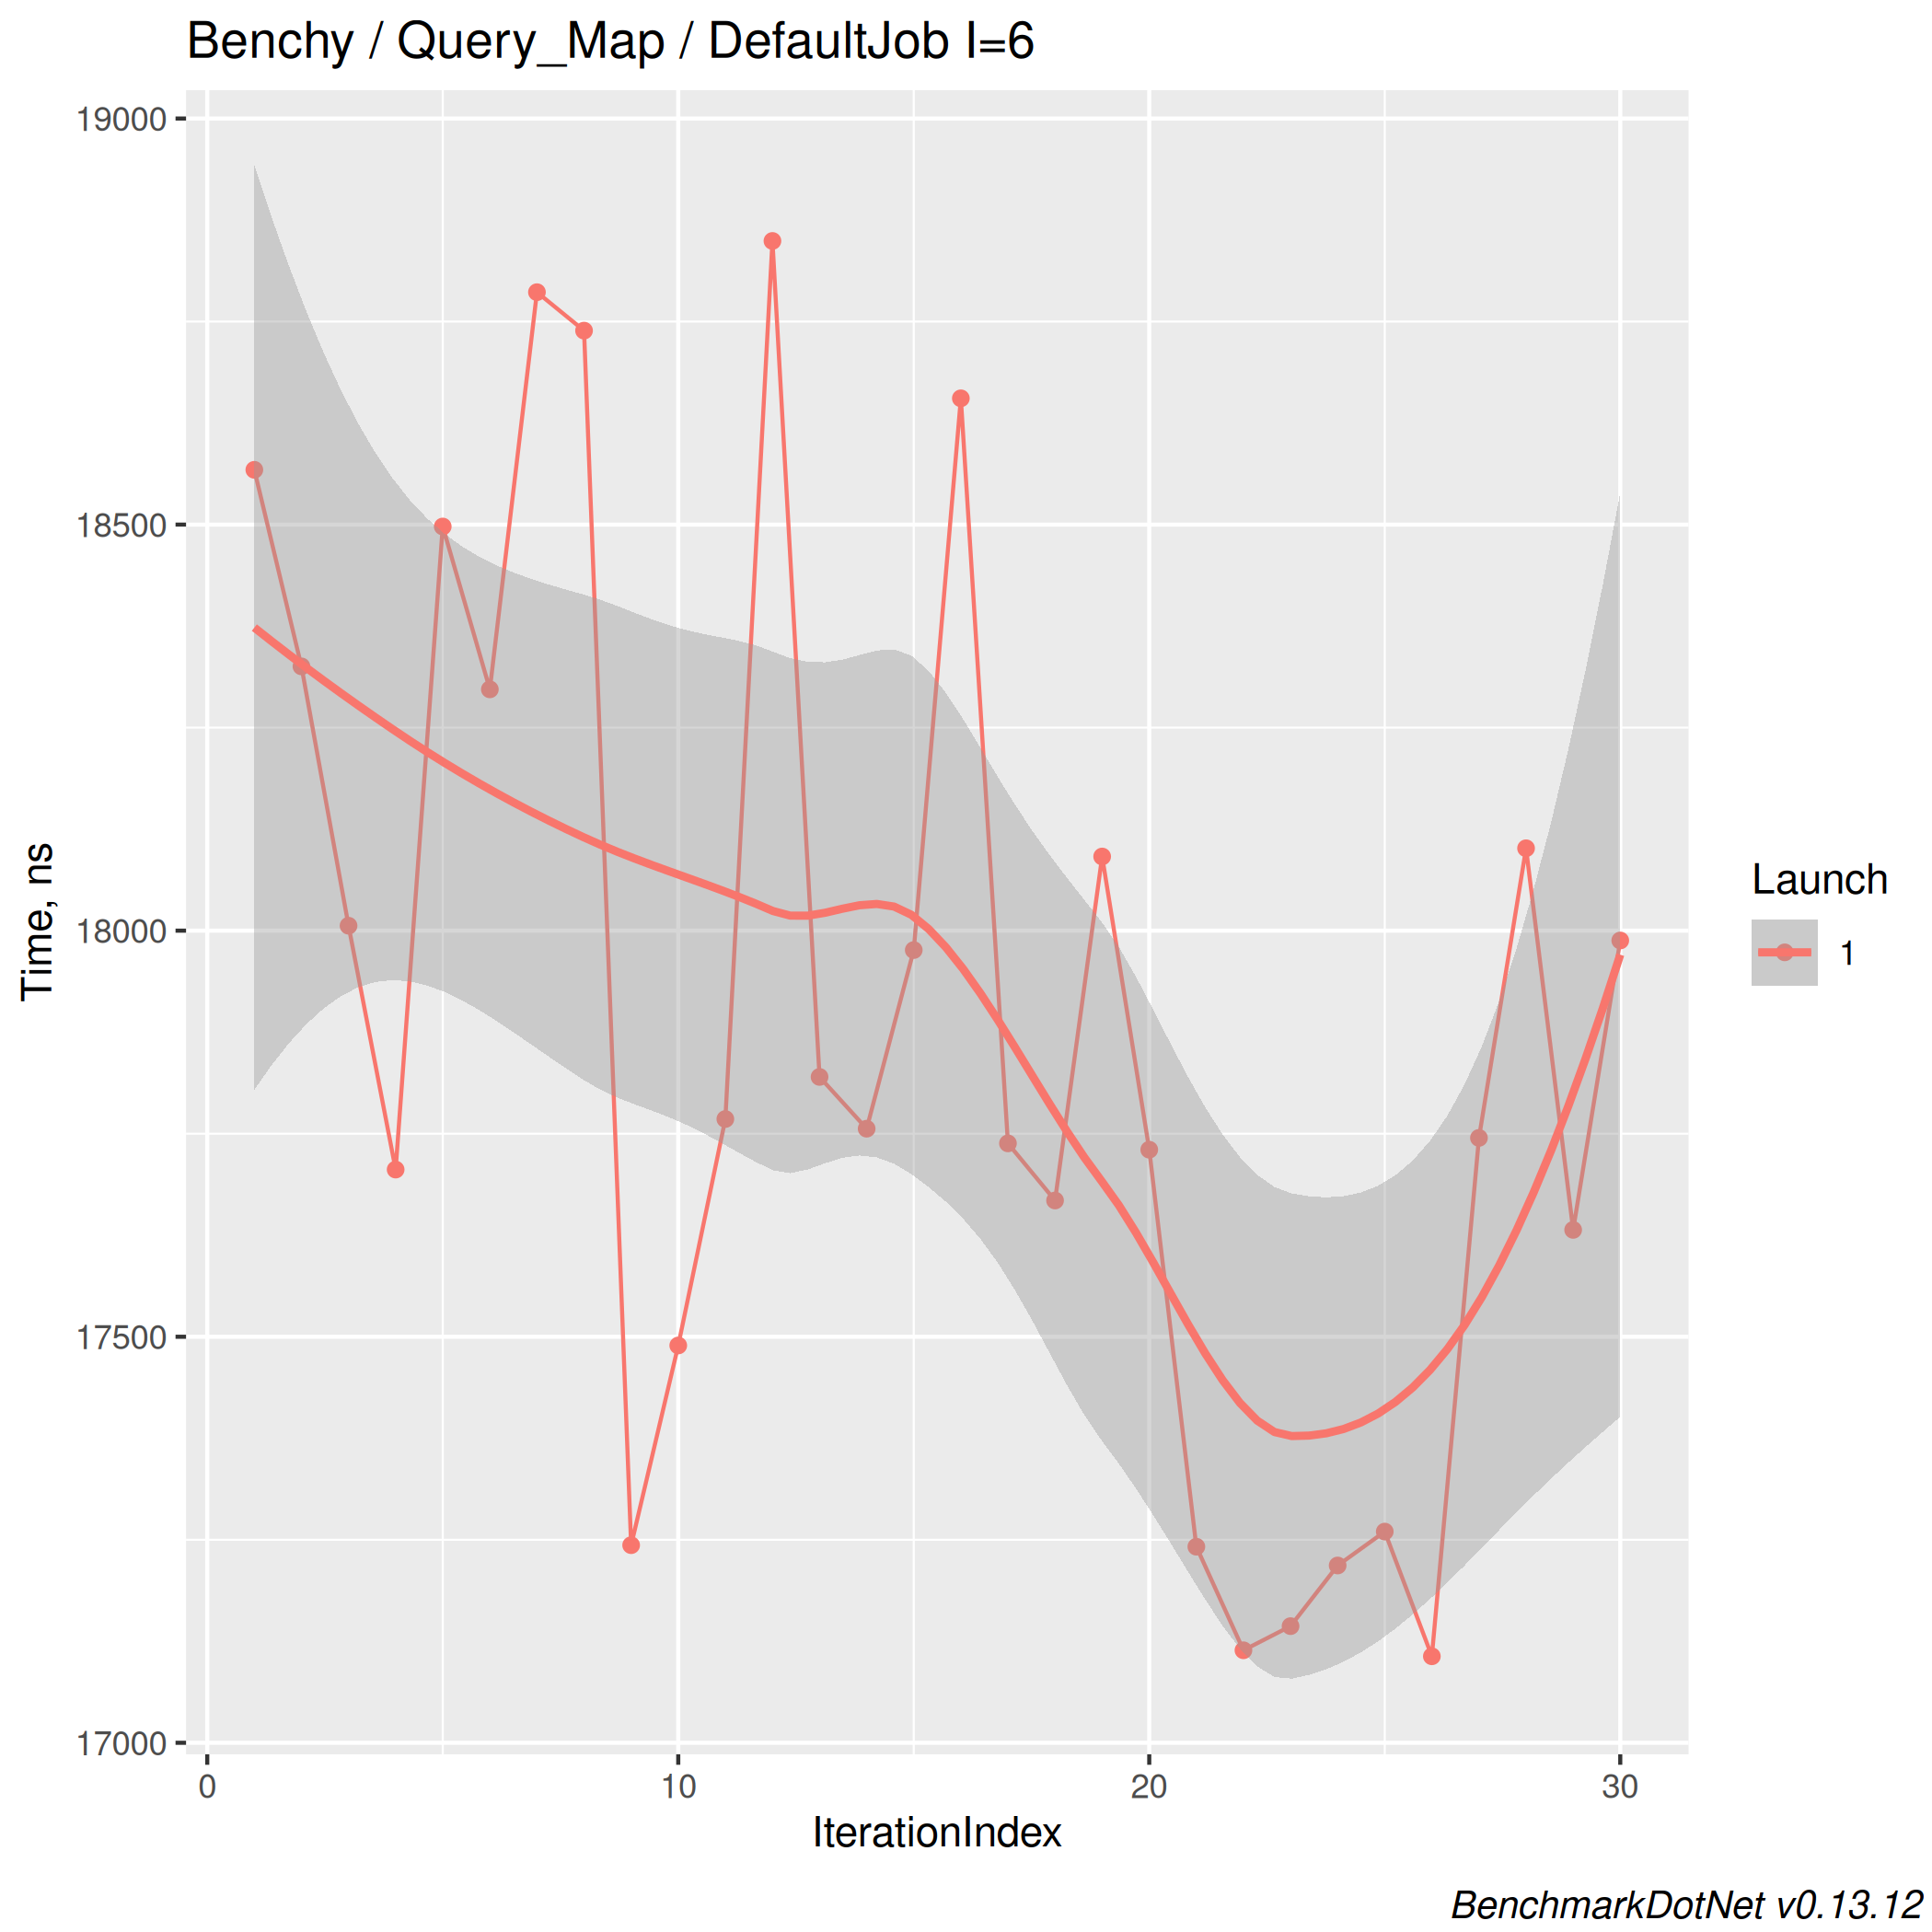 Benchy / Query_Map / DefaultJob I=6
19000
18500
18000
17500
17000
Time, ns
0 10 20 30
IterationIndex
Launch
1
BenchmarkDotNet v0.13.12